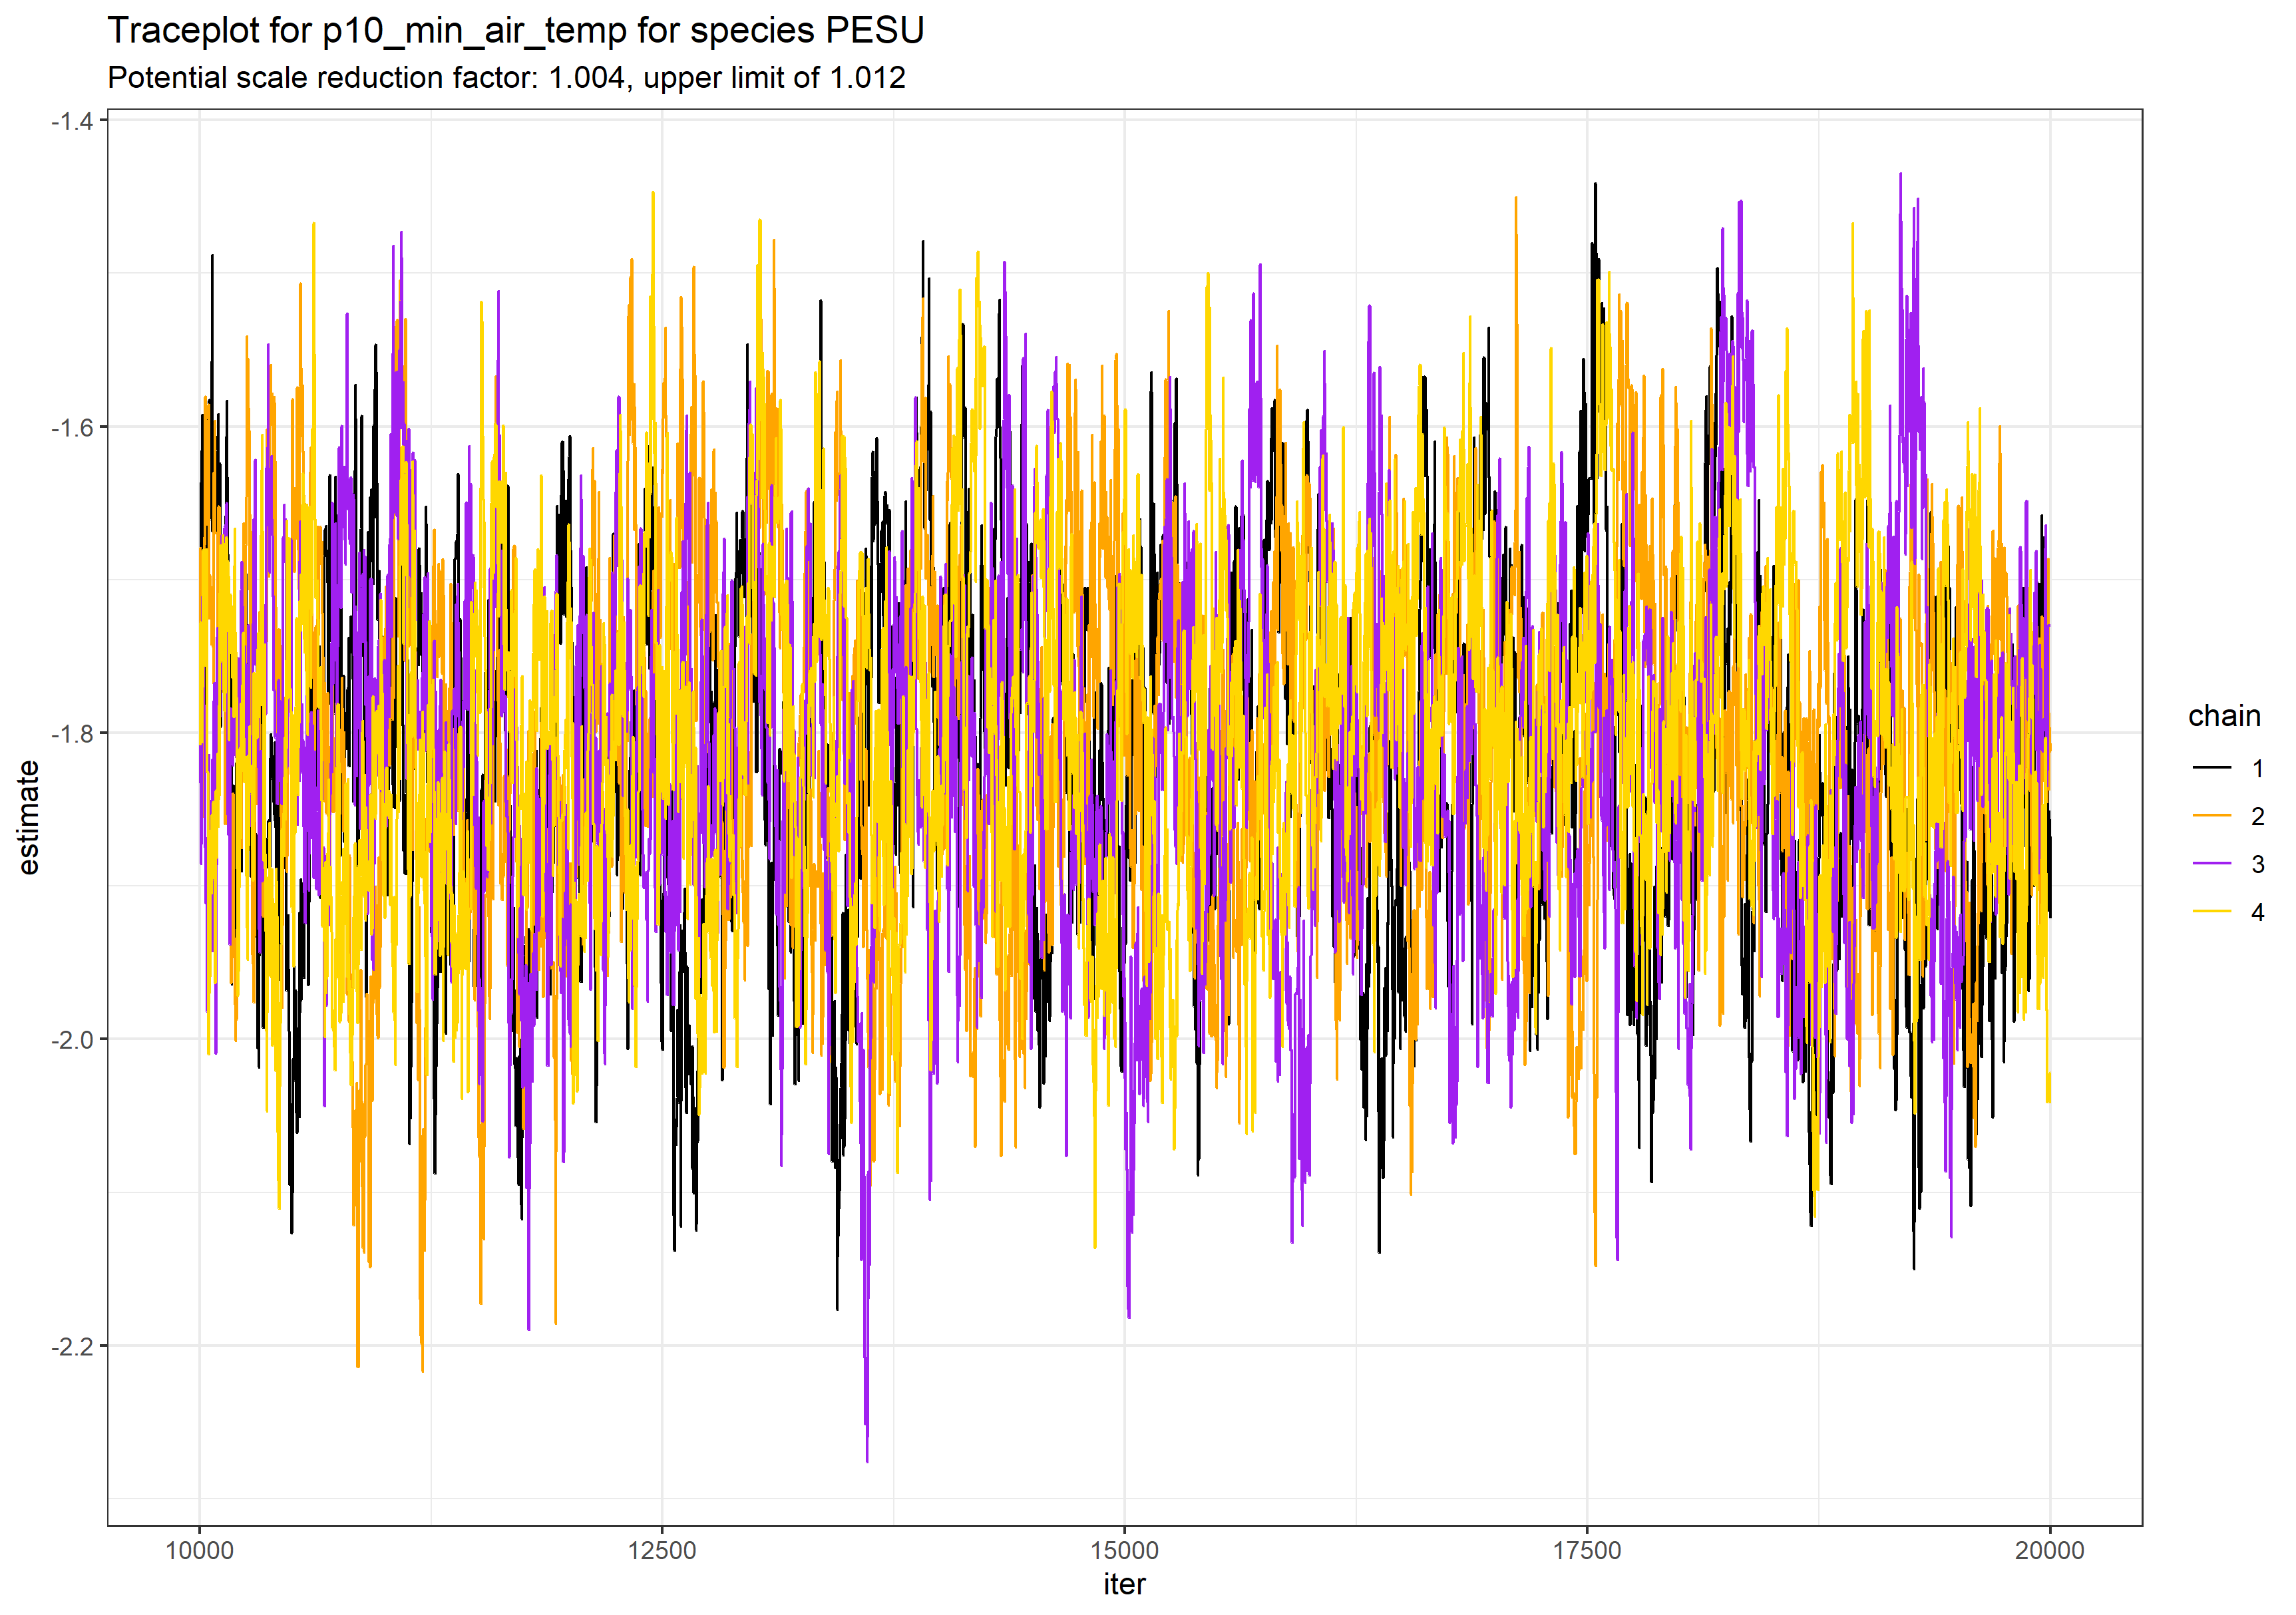 Traceplot for p10_min_air_temp for species PESU
Potential scale reduction factor: 1.004, upper limit of 1.012
-1.4
-1.6
-1.8
-2.0
-2.2
estimate
10000
12500
15000
17500
20000
iter
chain
1
2
3
4